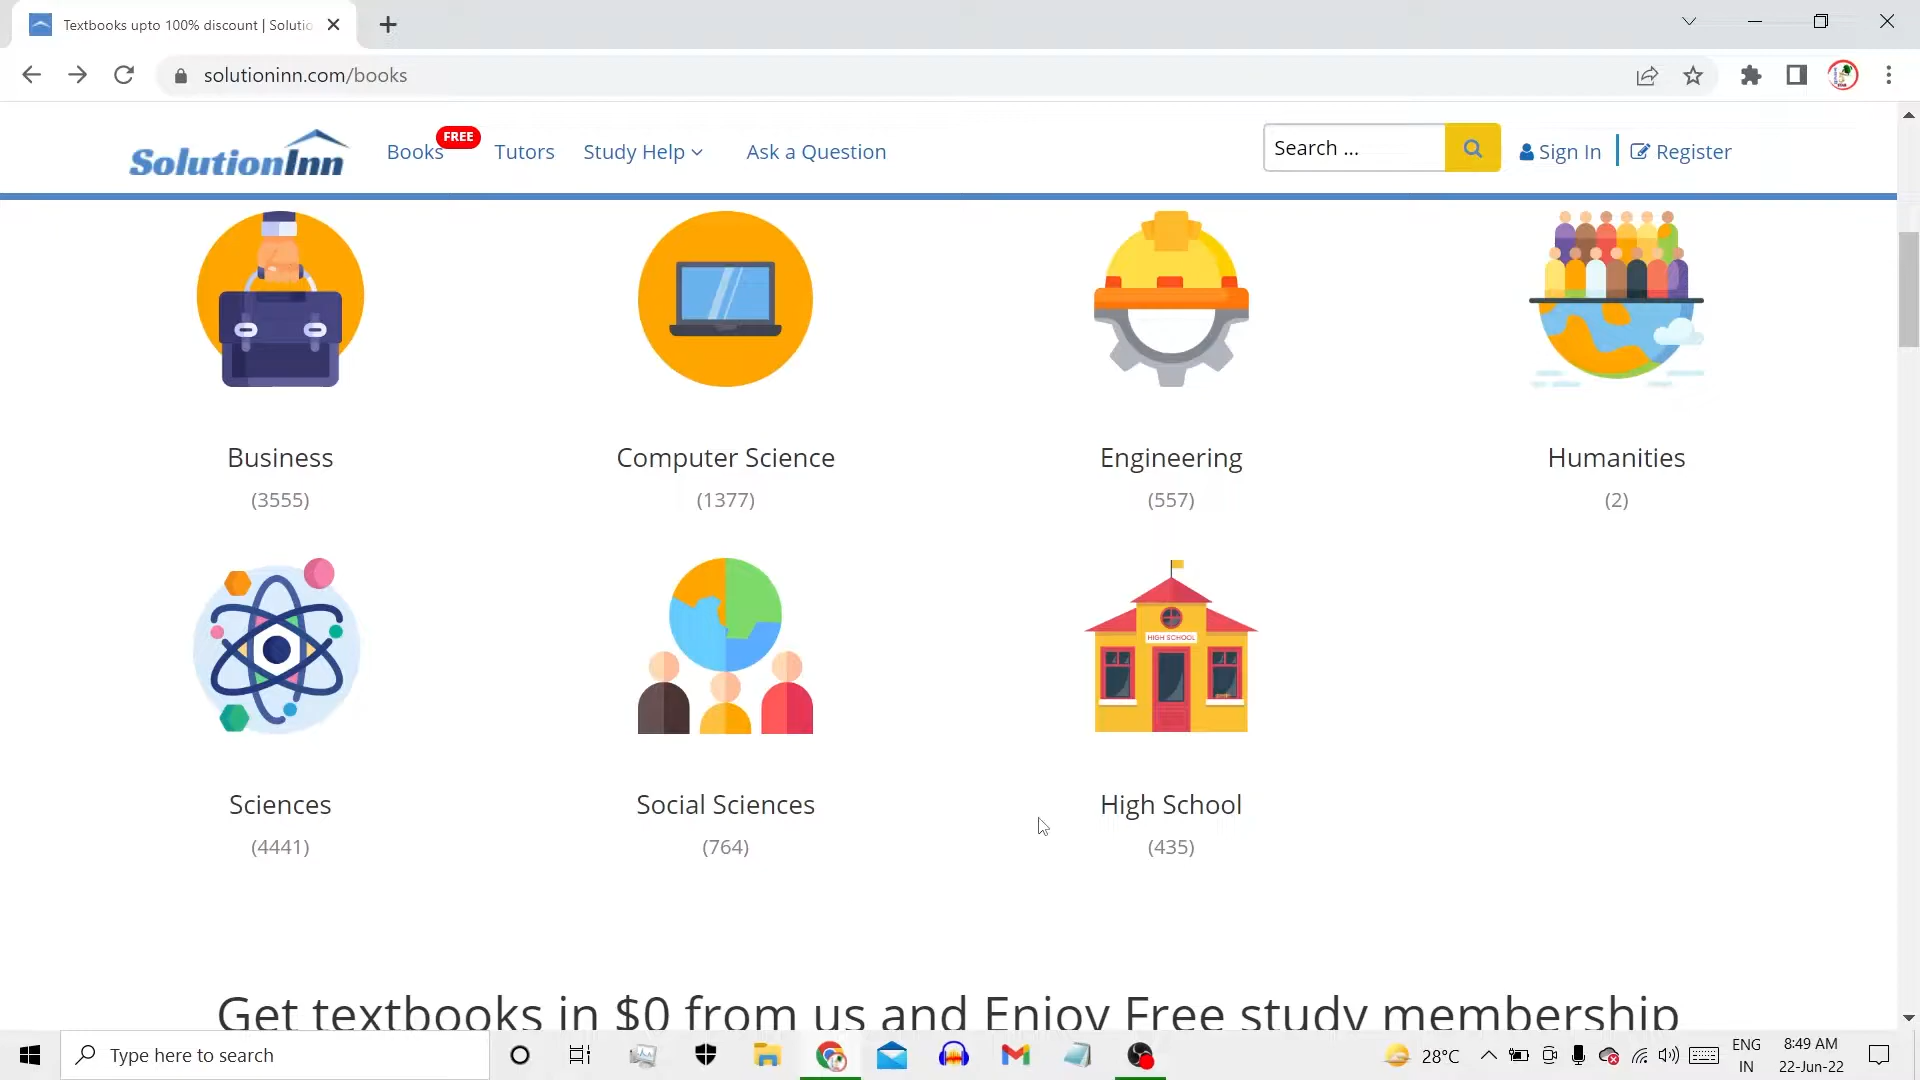 Textbooks upto 100% discount | Solutio
solutioninn.com/books
SolutionInn
Books
FREE
Tutors
Study Help
Ask a Question
Search ...
Sign In
Register
Business
(3555)
Computer Science
(1377)
Engineering
(557)
Humanities
(2)
HIGH SCHOOL
Sciences
(4441)
Social Sciences
(764)
High School
(435)
Get textbooks in $0 from us and Enjoy Free study membership
Type here to search
28°C
ENG
IN
8:49 AM
22-Jun-22